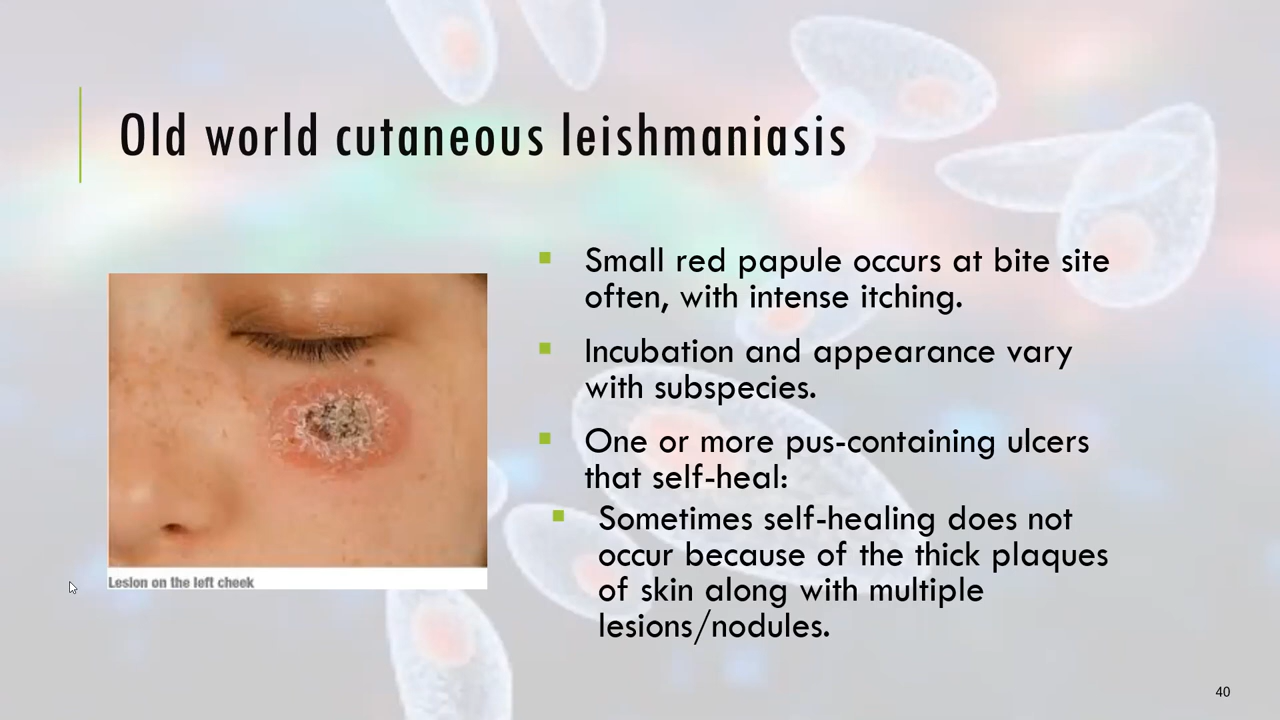 Old world cutaneous leishmaniasis
Small red papule occurs at bite site
often, with intense itching.
Incubation and appearance vary
with subspecies.
One or more pus-containing ulcers
that self-heal:
Sometimes self-healing does not
occur because of the thick plaques
of skin along with multiple
lesions/nodules.
Lesion on the left cheek
40